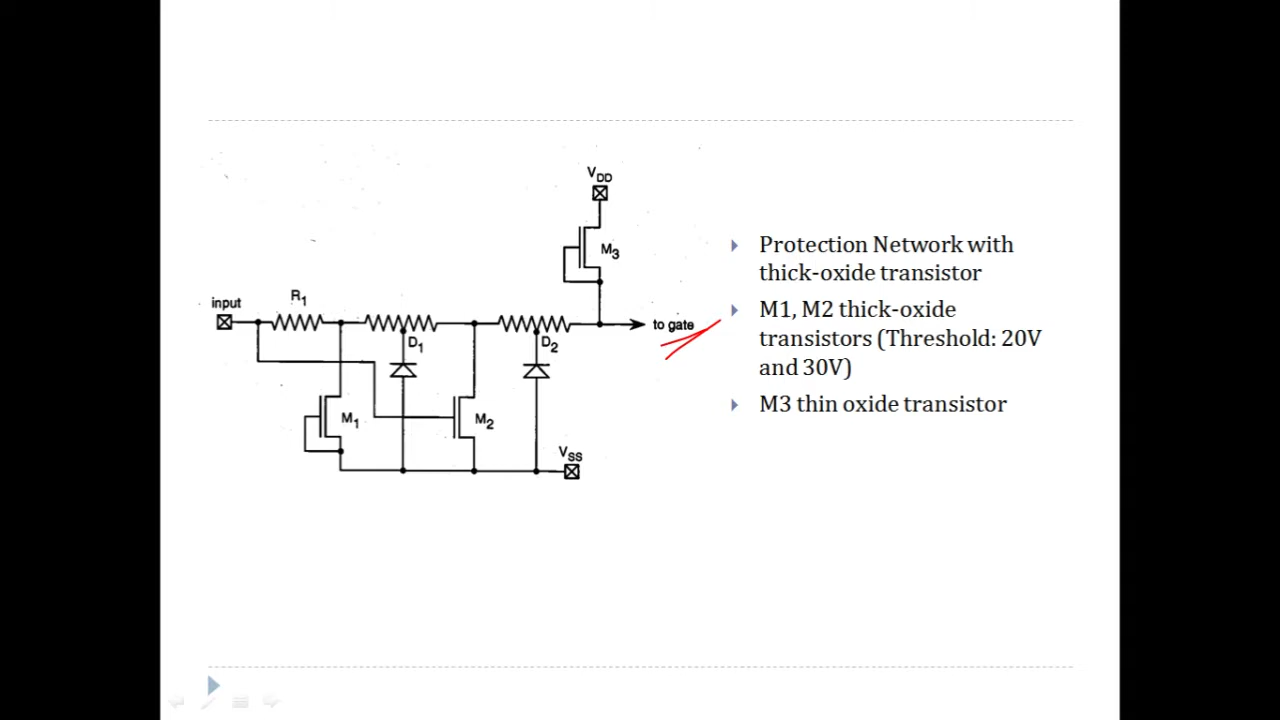 V_DD
M_3
input
R_1
to gate
D_1
D_2
M_1
M_2
V_SS
Protection Network with
thick-oxide transistor
M1, M2 thick-oxide
transistors (Threshold: 20V
and 30V)
M3 thin oxide transistor